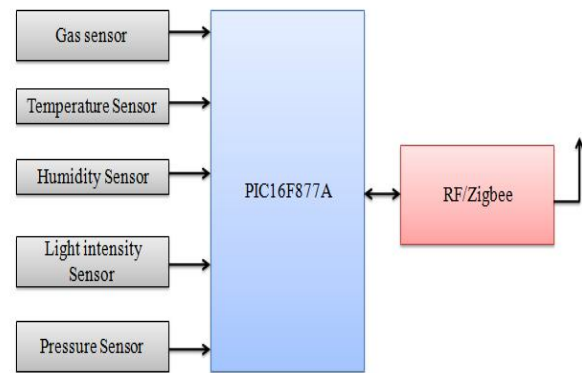 Gas sensor
Temperature Sensor
Humidity Sensor
Light intensity
Sensor
Pressure Sensor
PIC16F877A
RF/Zigbee